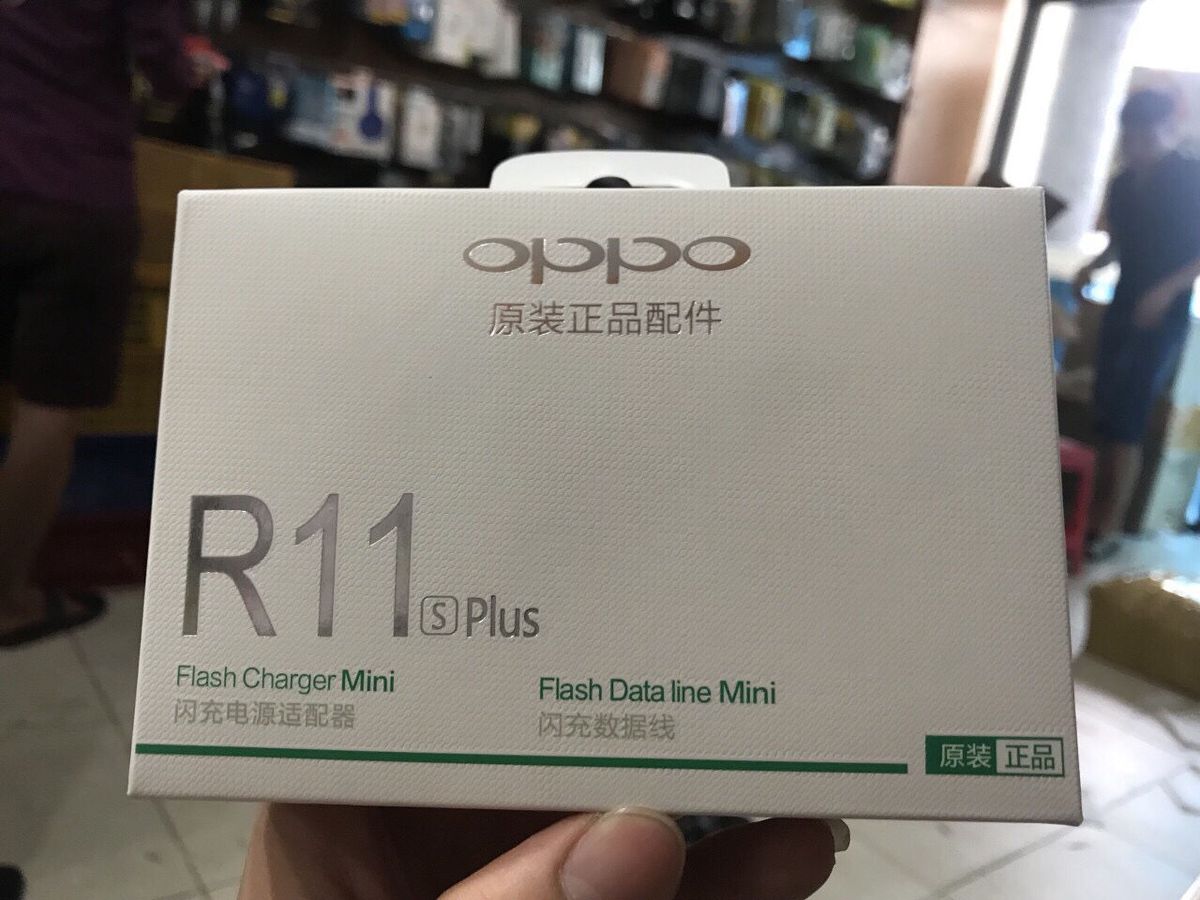 oppo
原装正品配件
R11 s Plus
Flash Charger Mini
闪充电源适配器
Flash Data line Mini
闪充数据线
原装 正品